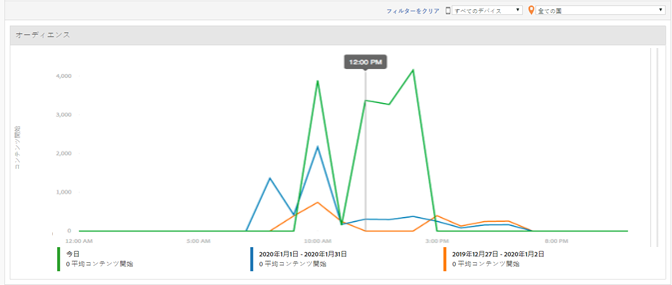 フィルターをクリア すべてのデバイス 全ての国
オーディエンス
12:00 PM
4,000
3,000
2,000
1,000
0
コンテンツ開始
12:00 AM 5:00 AM 10:00 AM 3:00 PM 8:00 PM
今日
0 平均コンテンツ開始
2020年1月1日 - 2020年1月31日
0 平均コンテンツ開始
2019年12月27日 - 2020年1月2日
0 平均コンテンツ開始